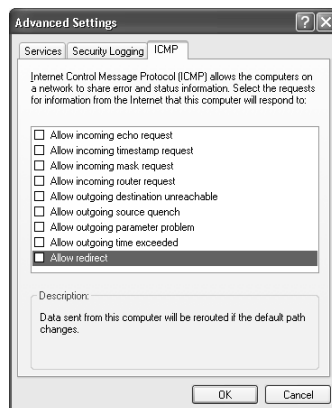 Advanced Settings
Services Security Logging ICMP
Internet Control Message Protocol (ICMP) allows the computers on
a network to share error and status information. Select the requests
for information from the Internet that this computer will respond to:
Allow incoming echo request
Allow incoming timestamp request
Allow incoming mask request
Allow incoming router request
Allow outgoing destination unreachable
Allow outgoing source quench
Allow outgoing parameter problem
Allow outgoing time exceeded
Allow redirect
Description:
Data sent from this computer will be rerouted if the default path
changes.
OK Cancel